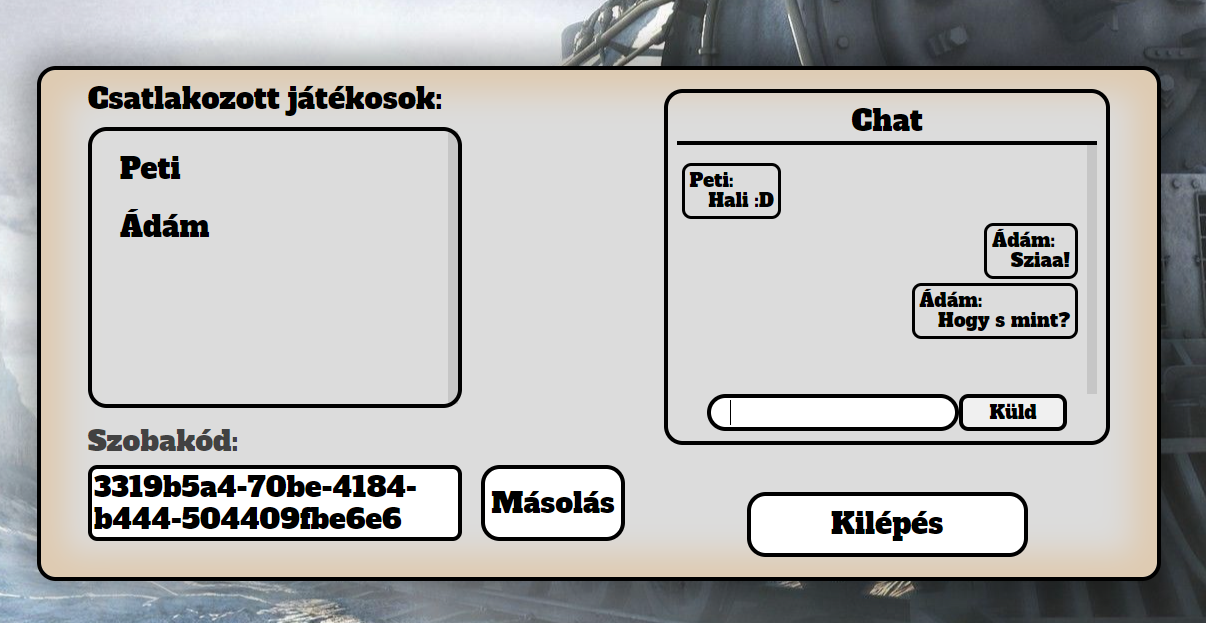 Csatlakozott játékosok:
Peti
Ádám
Szobakód:
3319b5a4-70be-4184-
b444-504409fbe6e6
Másolás
Chat
Peti:
Hali :D
Ádám:
Sziaa!
Ádám:
Hogy s mint?
Küld
Kilépés